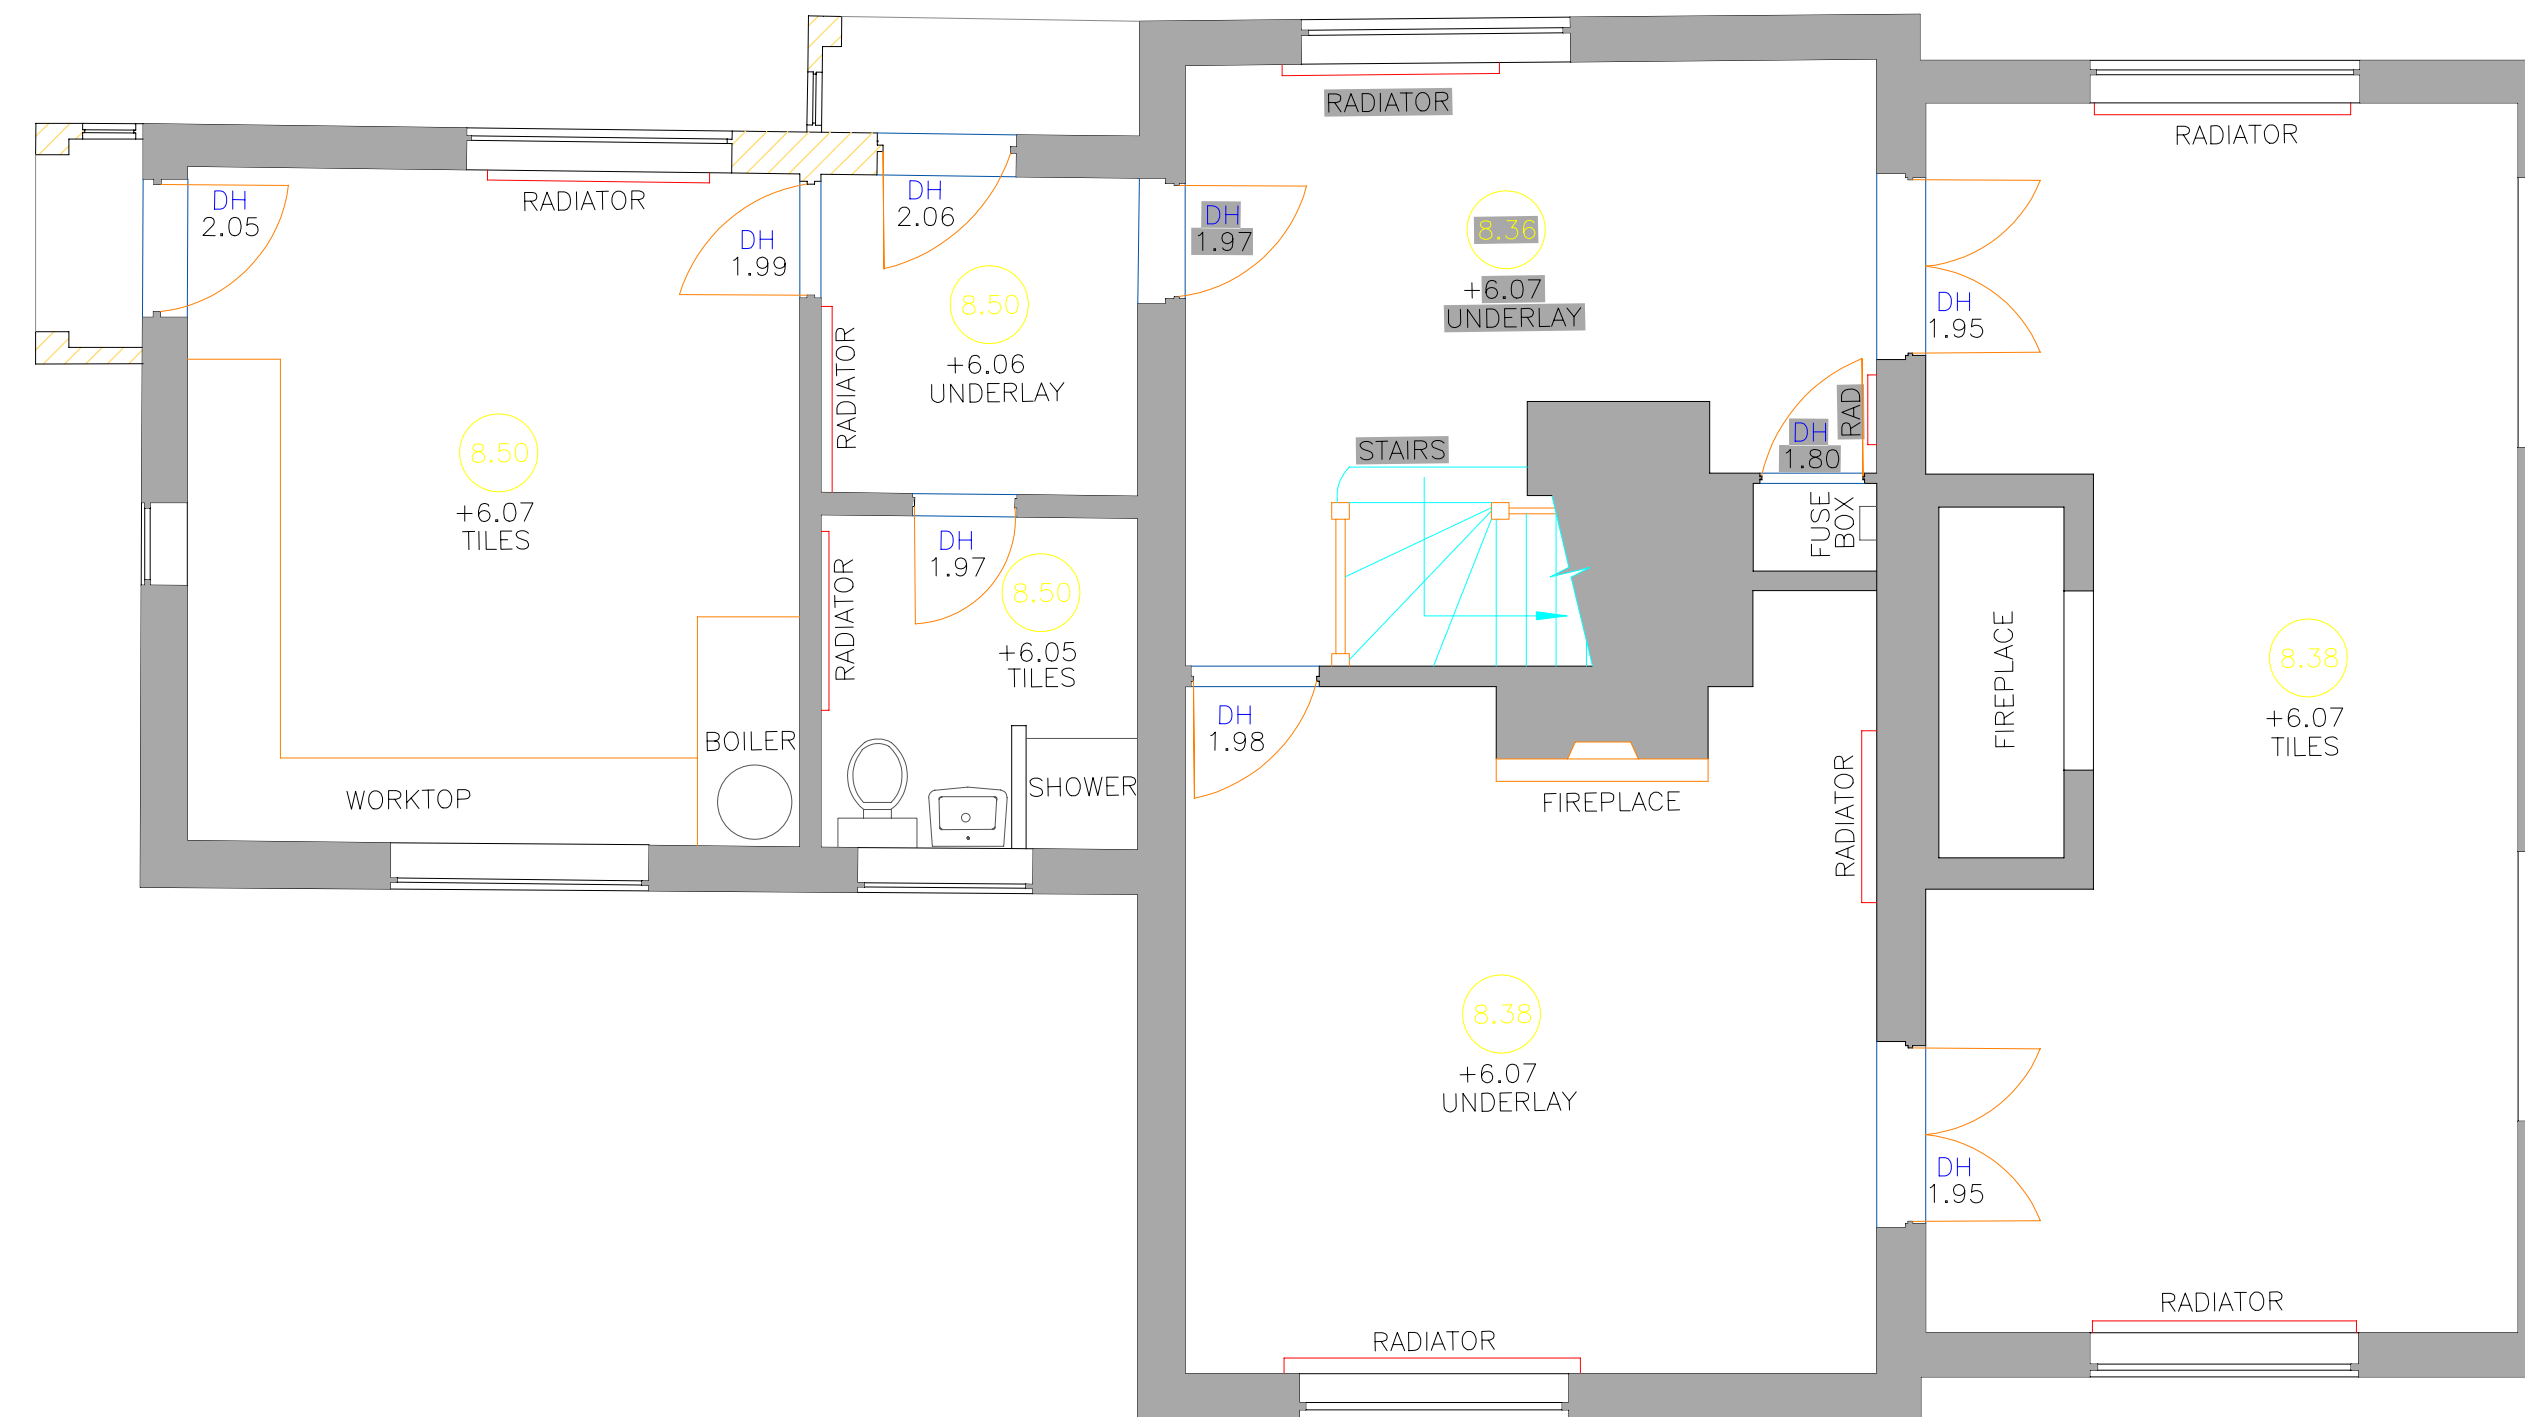 RADIATOR
RADIATOR
DH
2.05
RADIATOR
DH
1.99
DH
2.06
DH
1.97
8.36
+6.07
UNDERLAY
8.50
+6.06
UNDERLAY
RADIATOR
DH
1.95
RAD
DH
1.80
STAIRS
8.50
+6.07
TILES
FUSE
BOX
DH
1.97
8.50
+6.05
TILES
RADIATOR
FIREPLACE
8.38
+6.07
TILES
DH
1.98
BOILER
WORKTOP
SHOWER
FIREPLACE
RADIATOR
8.38
+6.07
UNDERLAY
DH
1.95
RADIATOR
RADIATOR